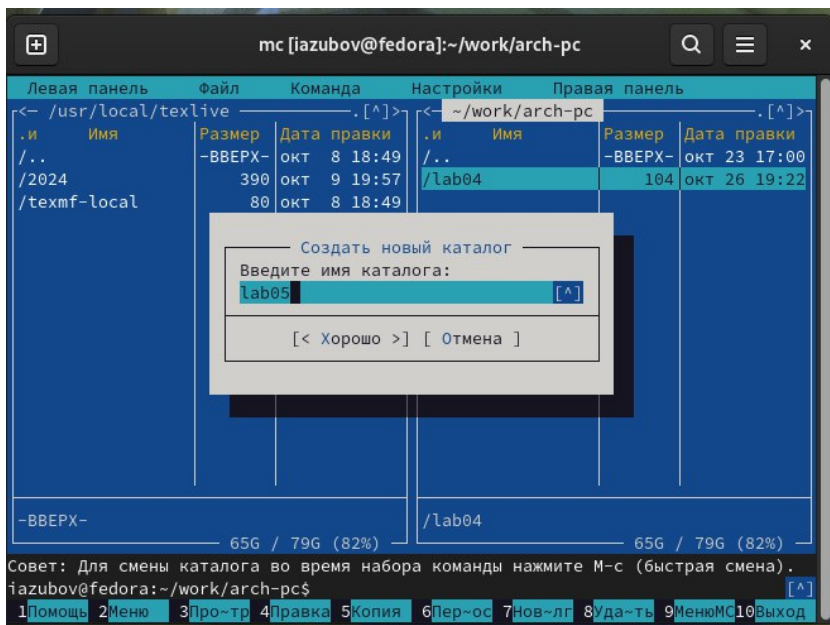 mc [iazubov@fedora]:~/work/arch-pc
Левая панель Файл Команда Настройки Правая панель
<— /usr/local/texlive —.[^]> <— ~/work/arch-pc —.[^]>
.и Имя Размер Дата правки .и Имя Размер Дата правки
/.. -ВВЕРХ- окт 8 18:49 /.. -ВВЕРХ- окт 23 17:00
/2024 390 окт 9 19:57 /lab04 104 окт 26 19:22
/texmf-local 80 окт 8 18:49
Создать новый каталог
Введите имя каталога:
lab05 [^]
[< Хорошо >] [ Отмена ]
-ВВЕРХ- /lab04
65G / 79G (82%) 65G / 79G (82%)
Совет: Для смены каталога во время набора команды нажмите M-c (быстрая смена).
iazubov@fedora:~/work/arch-pc$ [^]
1Помощь 2Меню 3Про~тр 4Правка 5Копия 6Пер~ос 7Нов~лг 8Уда~ть 9МенюМС 10Выход